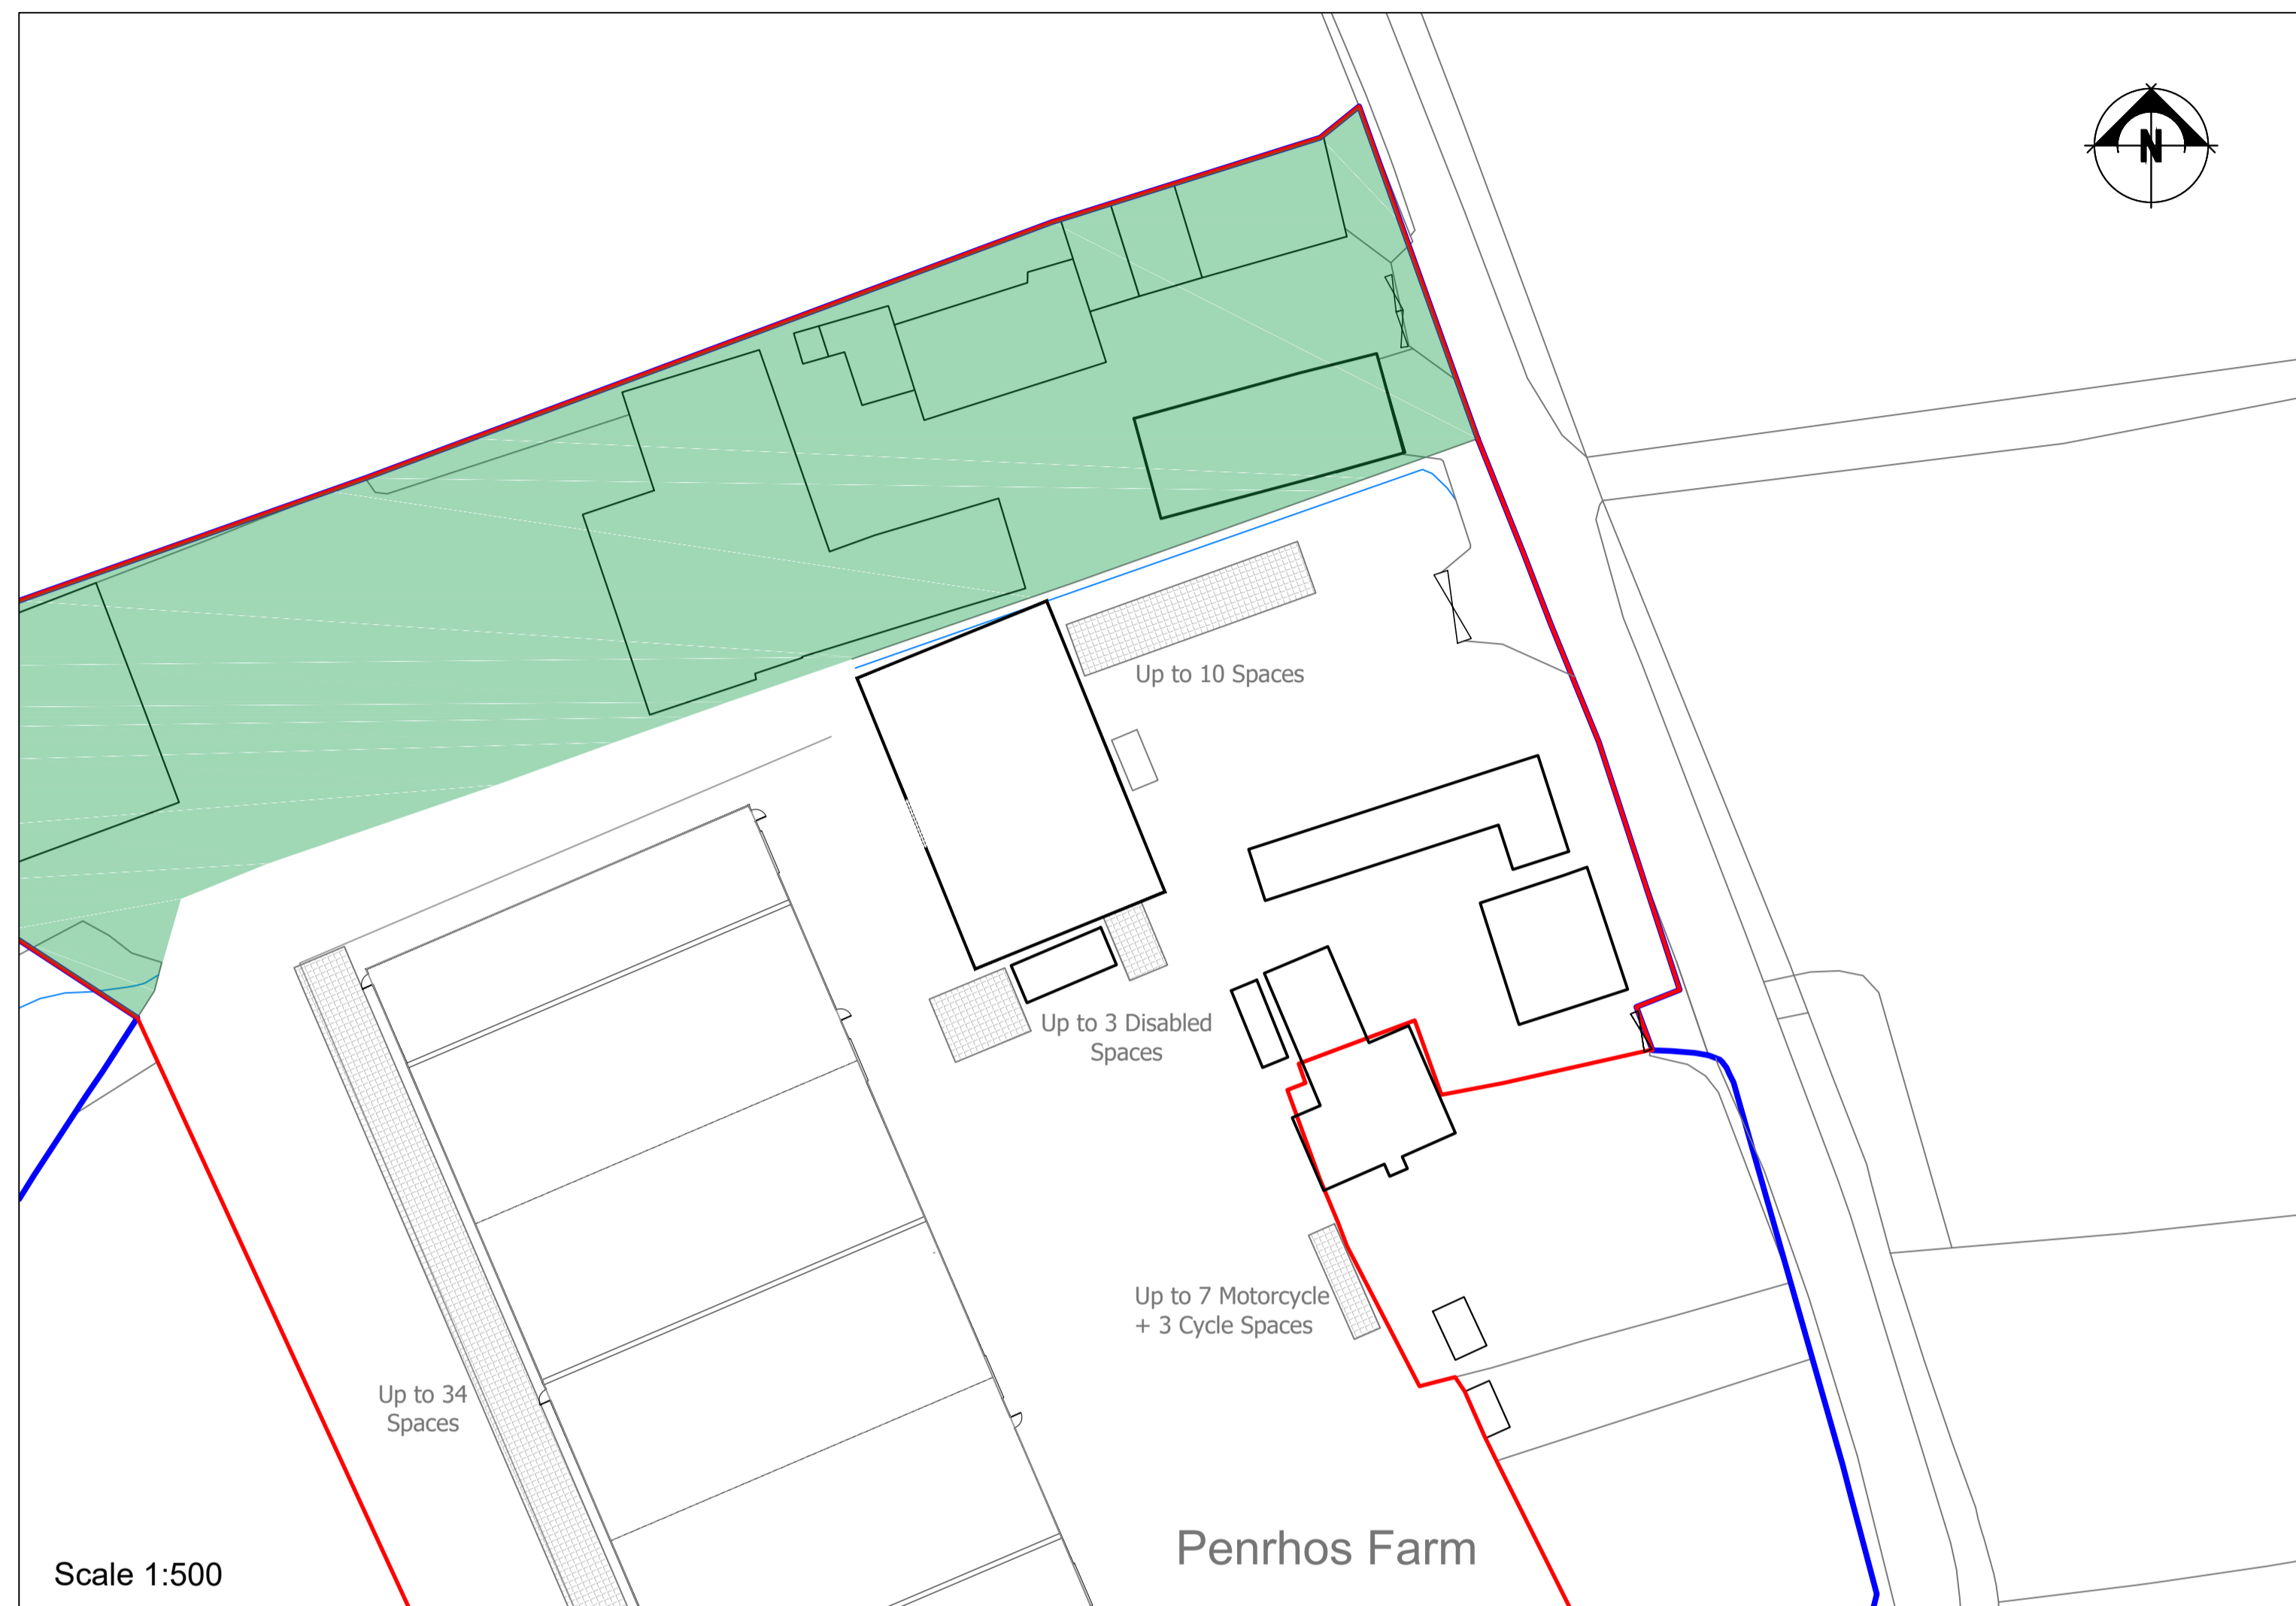 N
Up to 10 Spaces
Up to 3 Disabled
Spaces
Up to 7 Motorcycle
+ 3 Cycle Spaces
Up to 34
Spaces
Penrhos Farm
Scale 1:500